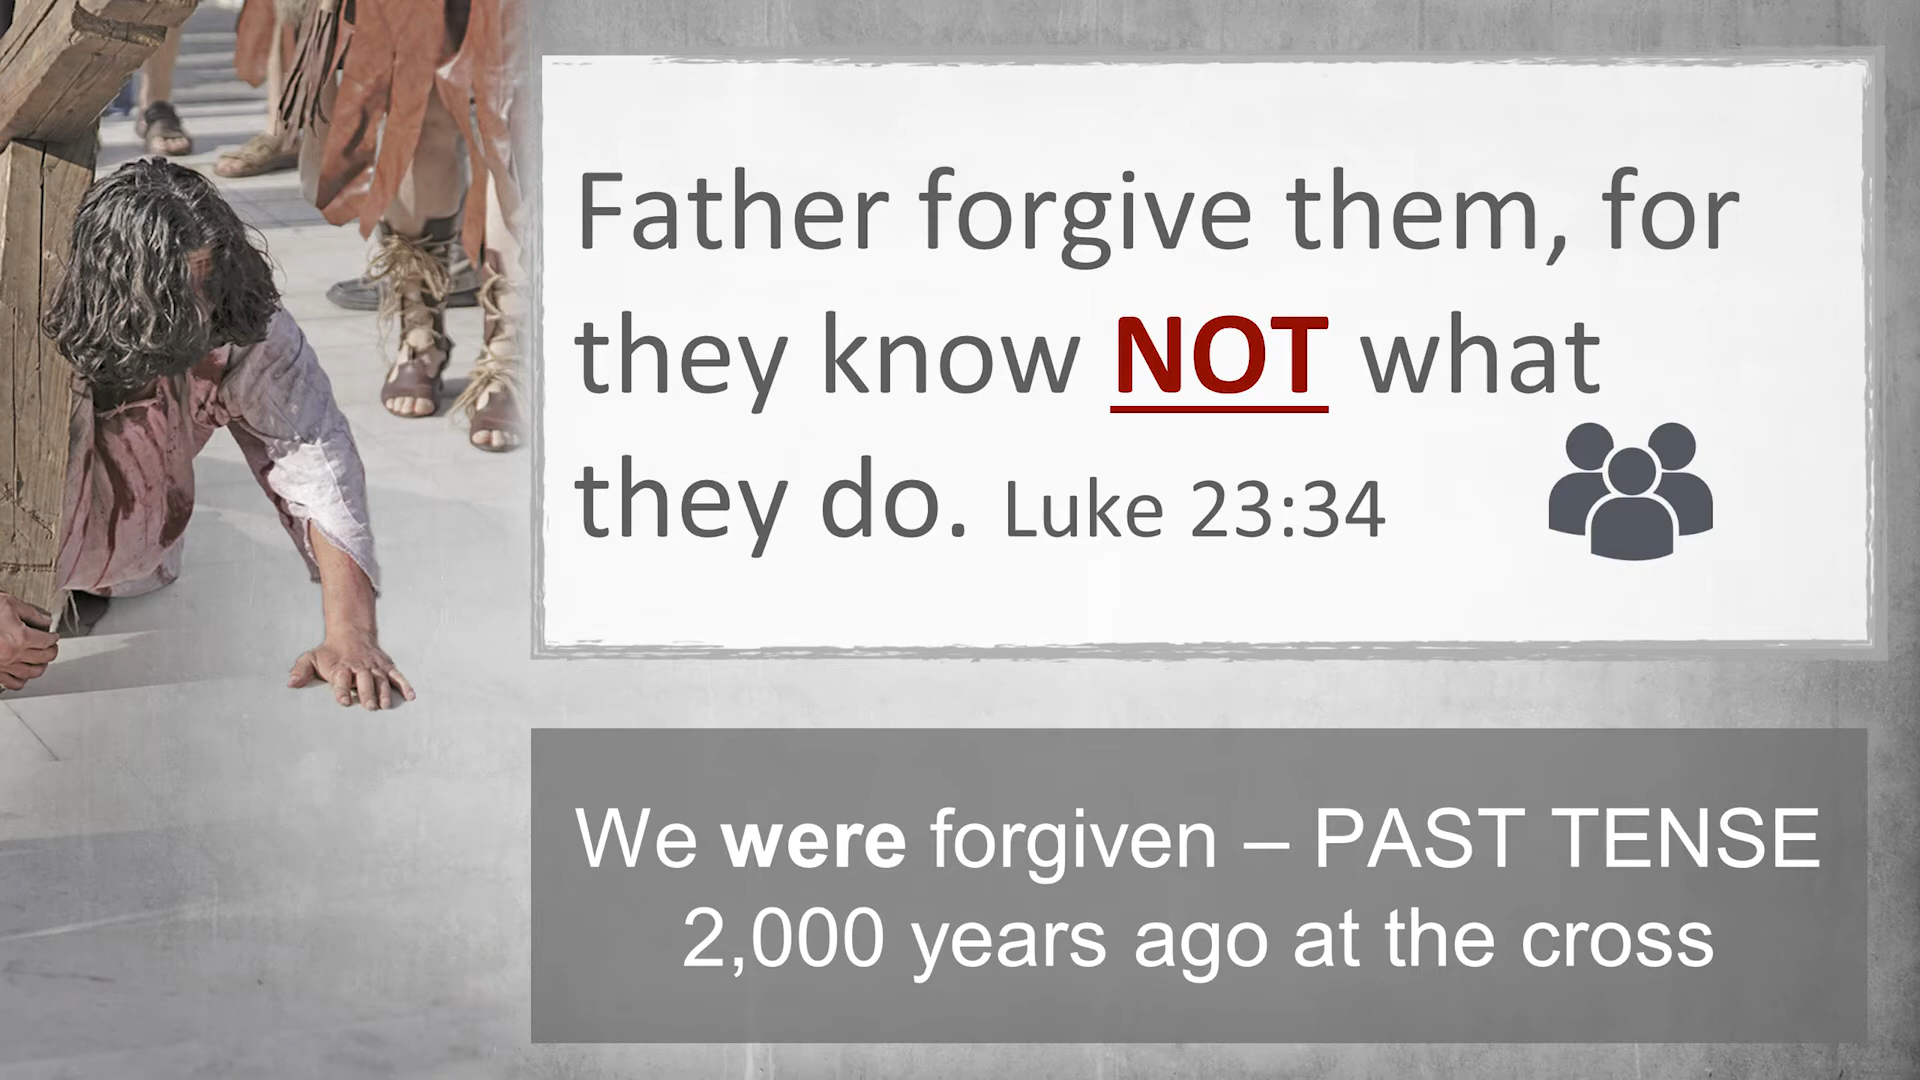 Father forgive them, for
they know NOT what
they do. Luke 23:34
We were forgiven – PAST TENSE
2,000 years ago at the cross